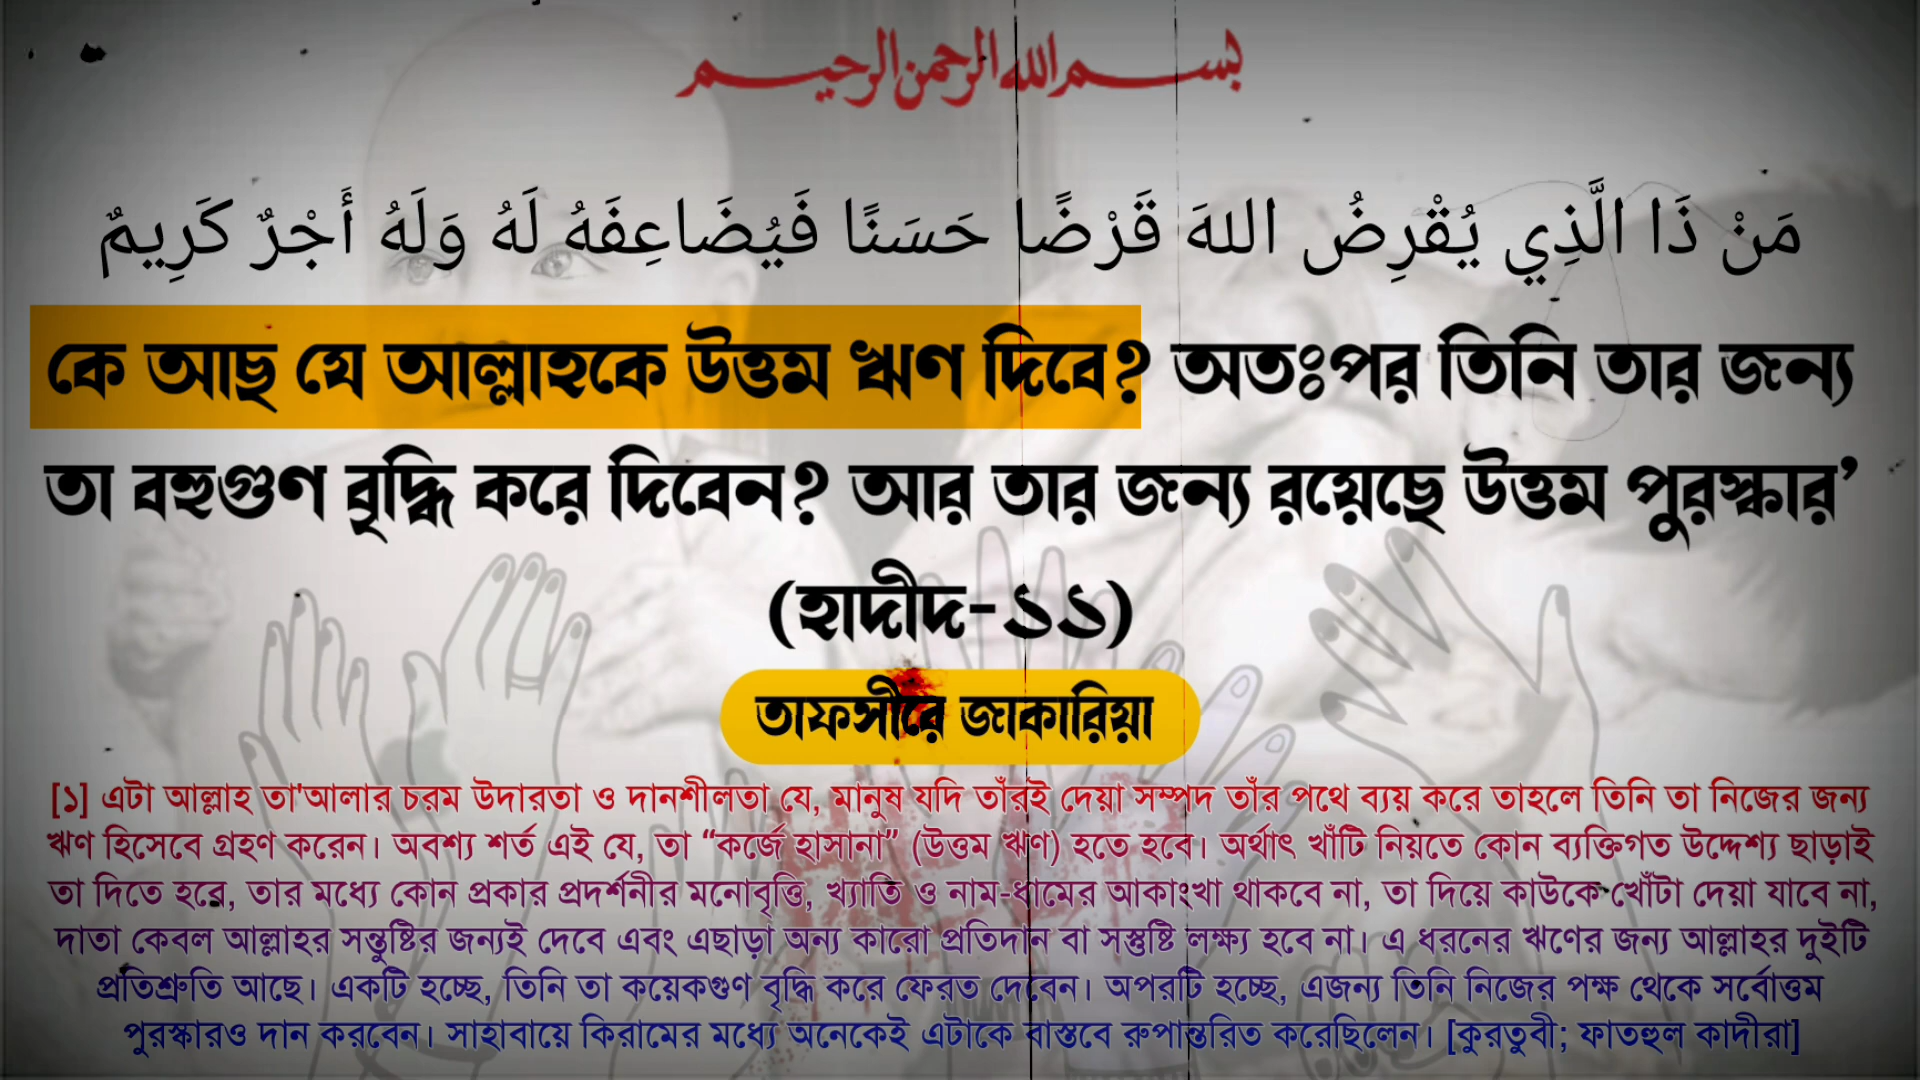 بسم الله الرحمن الرحيم
مَنْ ذَا الَّذِي يُقْرِضُ اللهَ قَرْضًا حَسَنًا فَيُضَاعِفَهُ لَهُ وَلَهُ أَجْرٌ كَرِيمٌ
কে আছ যে আল্লাহকে উত্তম ঋণ দিবে? অতঃপর তিনি তার জন্য
তা বহুগুণ বৃদ্ধি করে দিবেন? আর তার জন্য রয়েছে উত্তম পুরস্কার’
(হাদীদ-১১)
তাফসীরে জাকারিয়া
[১] এটা আল্লাহ তা'আলার চরম উদারতা ও দানশীলতা যে, মানুষ যদি তাঁরই দেয়া সম্পদ তাঁর পথে ব্যয় করে তাহলে তিনি তা নিজের জন্য
ঋণ হিসেবে গ্রহণ করেন। অবশ্য শর্ত এই যে, তা “কর্জে হাসানা” (উত্তম ঋণ) হতে হবে। অর্থাৎ খাঁটি নিয়তে কোন ব্যক্তিগত উদ্দেশ্য ছাড়াই
তা দিতে হবে, তার মধ্যে কোন প্রকার প্রদর্শনীর মনোবৃত্তি, খ্যাতি ও নাম-ধামের আকাংখা থাকবে না, তা দিয়ে কাউকে খোঁটা দেয়া যাবে না,
দাতা কেবল আল্লাহর সন্তুষ্টির জন্যই দেবে এবং এছাড়া অন্য কারো প্রতিদান বা সন্তুষ্টি লক্ষ্য হবে না। এ ধরনের ঋণের জন্য আল্লাহর দুইটি
প্রতিশ্রুতি আছে। একটি হচ্ছে, তিনি তা কয়েকগুণ বৃদ্ধি করে ফেরত দেবেন। অপরটি হচ্ছে, এজন্য তিনি নিজের পক্ষ থেকে সর্বোত্তম
পুরস্কারও দান করবেন। সাহাবায়ে কিরামের মধ্যে অনেকেই এটাকে বাস্তবে রুপান্তরিত করেছিলেন। [কুরতুবী; ফাতহুল কাদীরা]